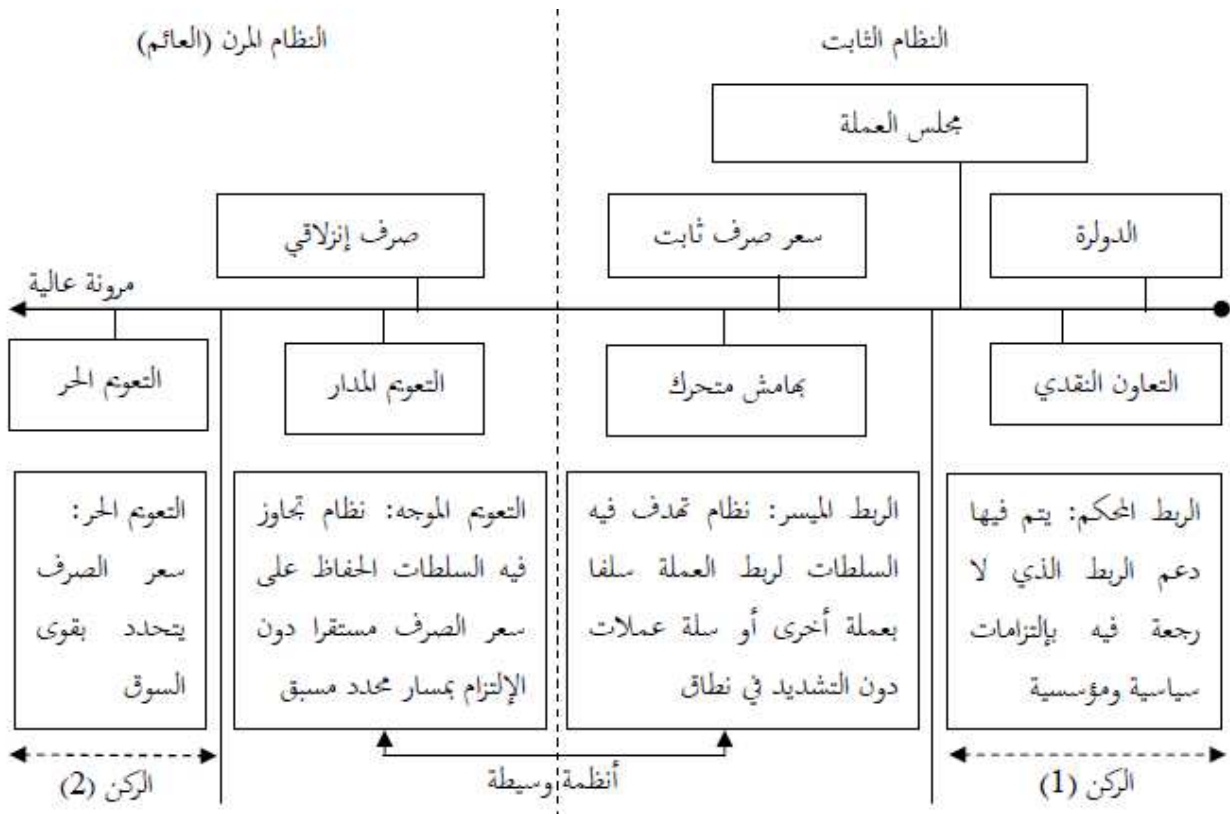 النظام الثابت
النظام المرن (العائم)
مجلس العملة
الدولرة
سعر صرف ثابت
صرف إنزلاقي
مرونة عالية
التعاون النقدي
بهامش متحرك
التعويم المدار
التعويم الحر
الربط المحكم: يتم فيها
دعم الربط الذي لا
رجعة فيه بإلتزامات
سياسية ومؤسسية
الربط الميسر: نظام تهدف فيه
السلطات لربط العملة سلفا
بعملة أخرى أو سلة عملات
دون التشديد في نطاق
التعويم الموجه: نظام تجاوز
فيه السلطات الحفاظ على
سعر الصرف مستقرا دون
الإلتزام بمسار محدد مسبق
التعويم الحر:
سعر الصرف
يتحدد بقوى
السوق
الركن (1)
أنظمة وسيطة
الركن (2)